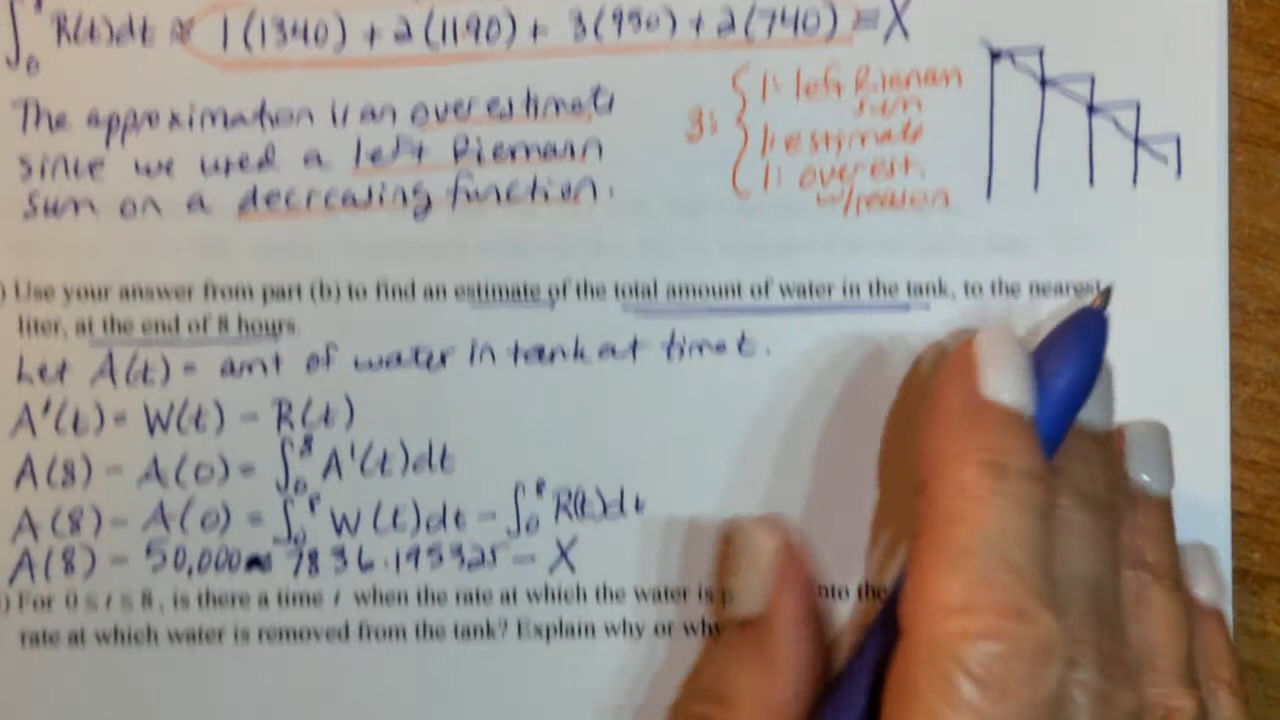 ∫₀⁸ R(t)dt ≈ 1(1340) + 2(1190) + 3(950) + 2(740) = X
The approximation is an overestimate
since we used a left Riemann
sum on a decreasing function.
3:
1: left Riemann
sum
1: estimate
1: overest.
w/reason
) Use your answer from part (b) to find an estimate of the total amount of water in the tank, to the nearest
liter, at the end of 8 hours.
Let A(t) = amt of water in tank at time t.
A'(t) = W(t) - R(t)
A(8) - A(0) = ∫₀⁸ A'(t)dt
A(8) - A(0) = ∫₀⁸ W(t)dt - ∫₀⁸ R(t)dt
A(8) - 50,000 ≈ 7836.195325 - X
) For 0 ≤ t ≤ 8, is there a time t when the rate at which the water is into the
rate at which water is removed from the tank? Explain why or why